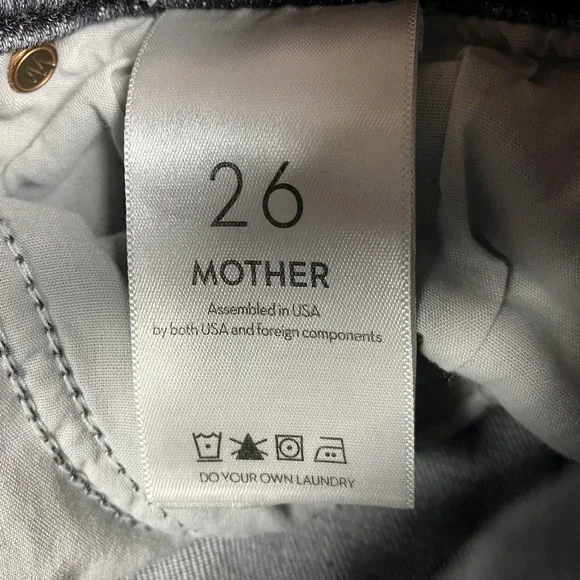 26
MOTHER
Assembled in USA
by both USA and foreign components
DO YOUR OWN LAUNDRY